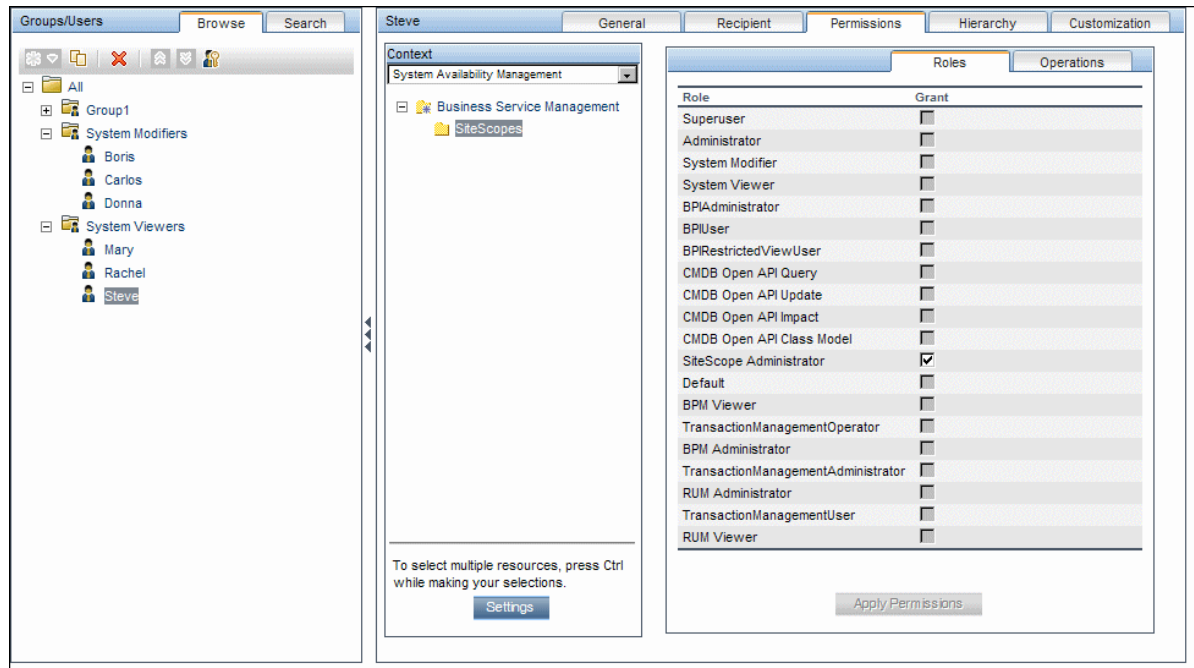 Groups/Users
Browse
Search
All
Group1
System Modifiers
Boris
Carlos
Donna
System Viewers
Mary
Rachel
Steve
Steve
General
Recipient
Permissions
Hierarchy
Customization
Context
System Availability Management
Business Service Management
SiteScopes
To select multiple resources, press Ctrl
while making your selections.
Settings
Roles
Operations
Role Grant
Superuser
Administrator
System Modifier
System Viewer
BPIAdministrator
BPIUser
BPIRestrictedViewUser
CMDB Open API Query
CMDB Open API Update
CMDB Open API Impact
CMDB Open API Class Model
SiteScope Administrator
Default
BPM Viewer
TransactionManagementOperator
BPM Administrator
TransactionManagementAdministrator
RUM Administrator
TransactionManagementUser
RUM Viewer
Apply Permissions